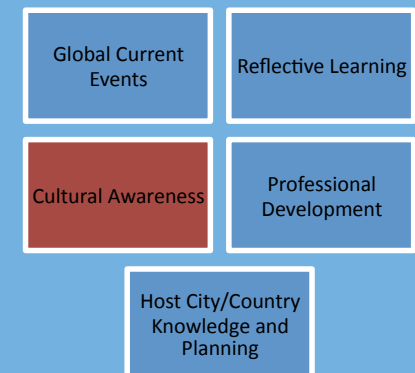 Global Current
Events
Reflective Learning
Cultural Awareness
Professional
Development
Host City/Country
Knowledge and
Planning